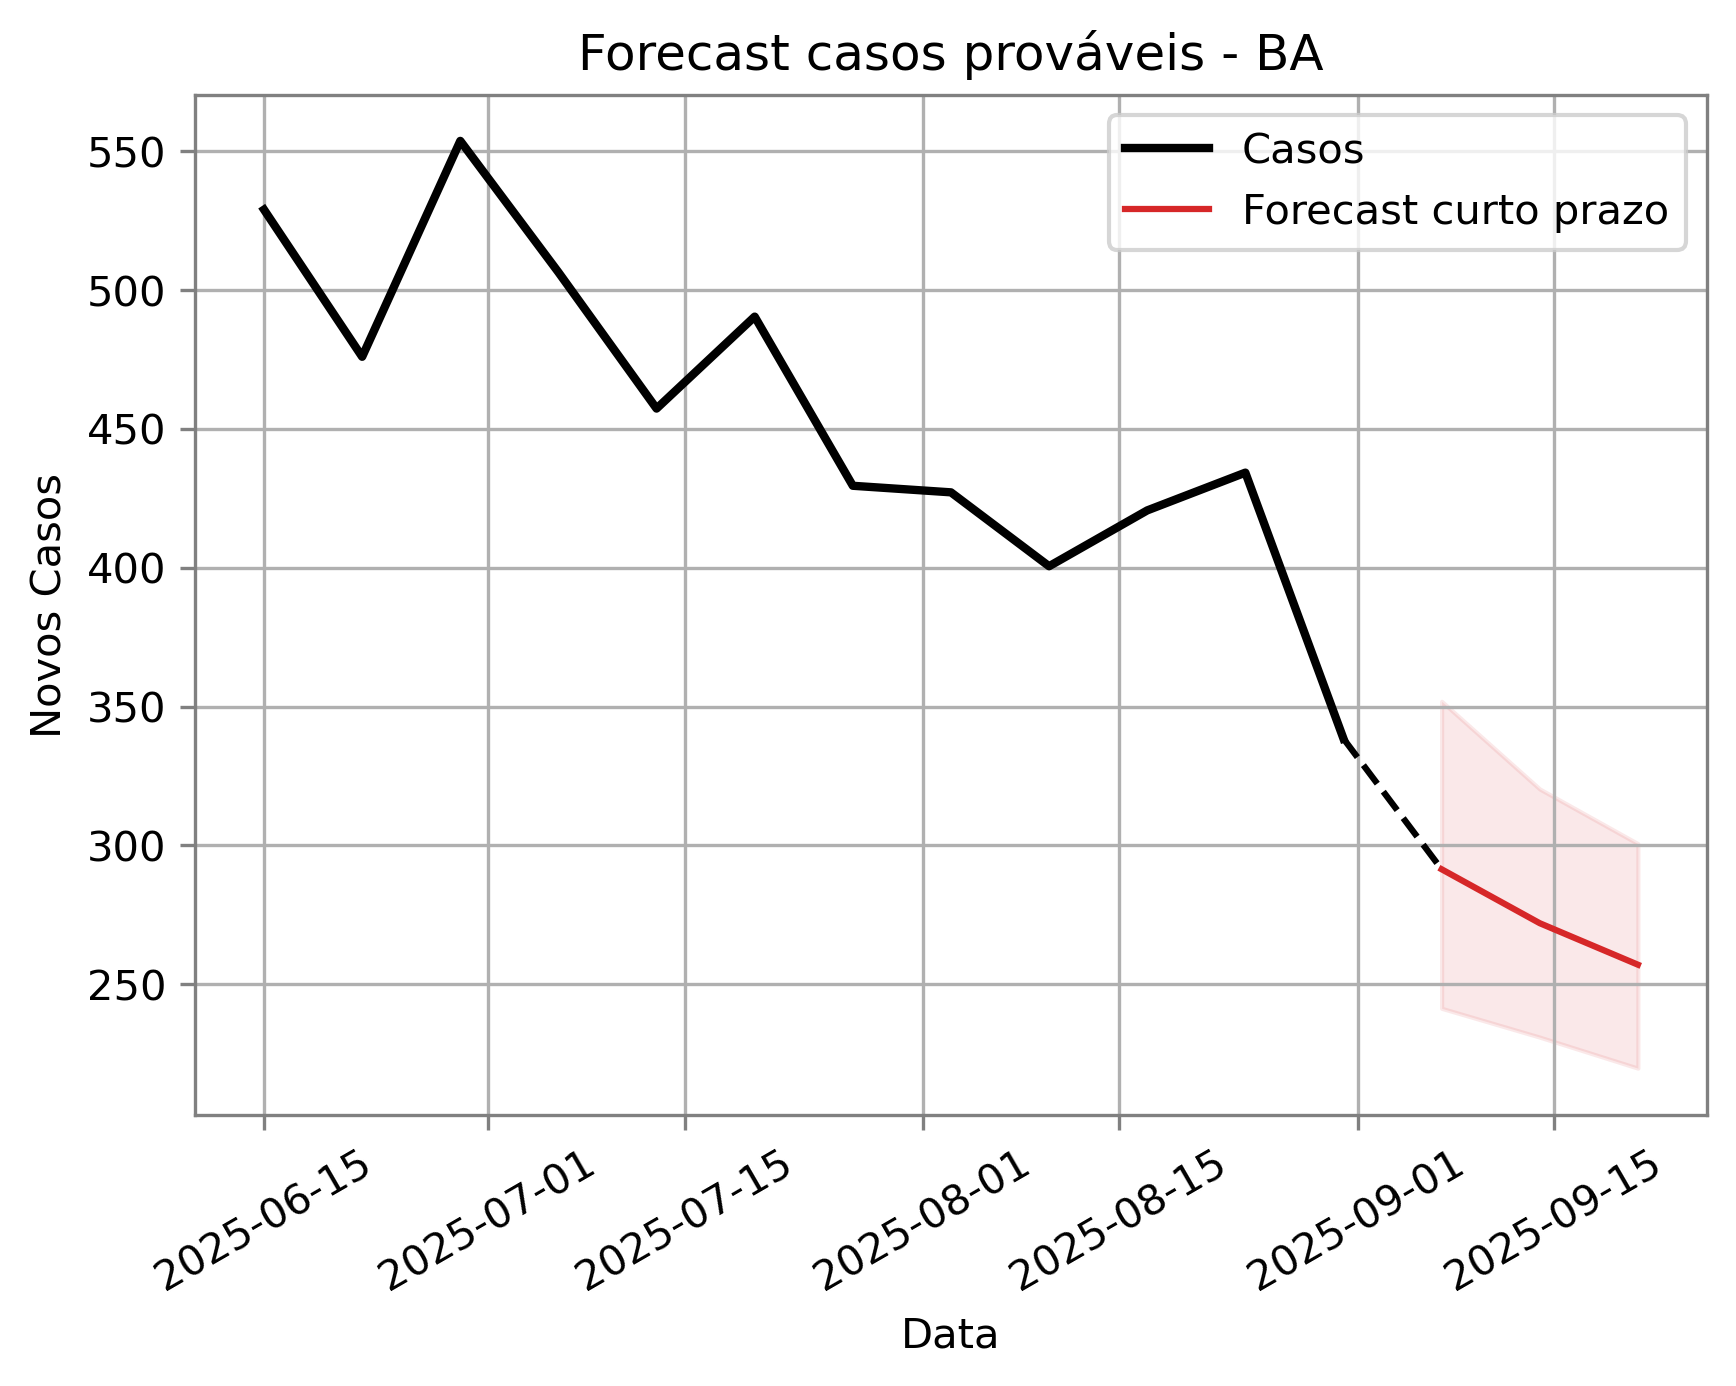 Forecast casos prováveis - BA
Casos
Forecast curto prazo
Novos Casos
550
500
450
400
350
300
250
2025-06-15
2025-07-01
2025-07-15
2025-08-01
2025-08-15
2025-09-01
2025-09-15
Data